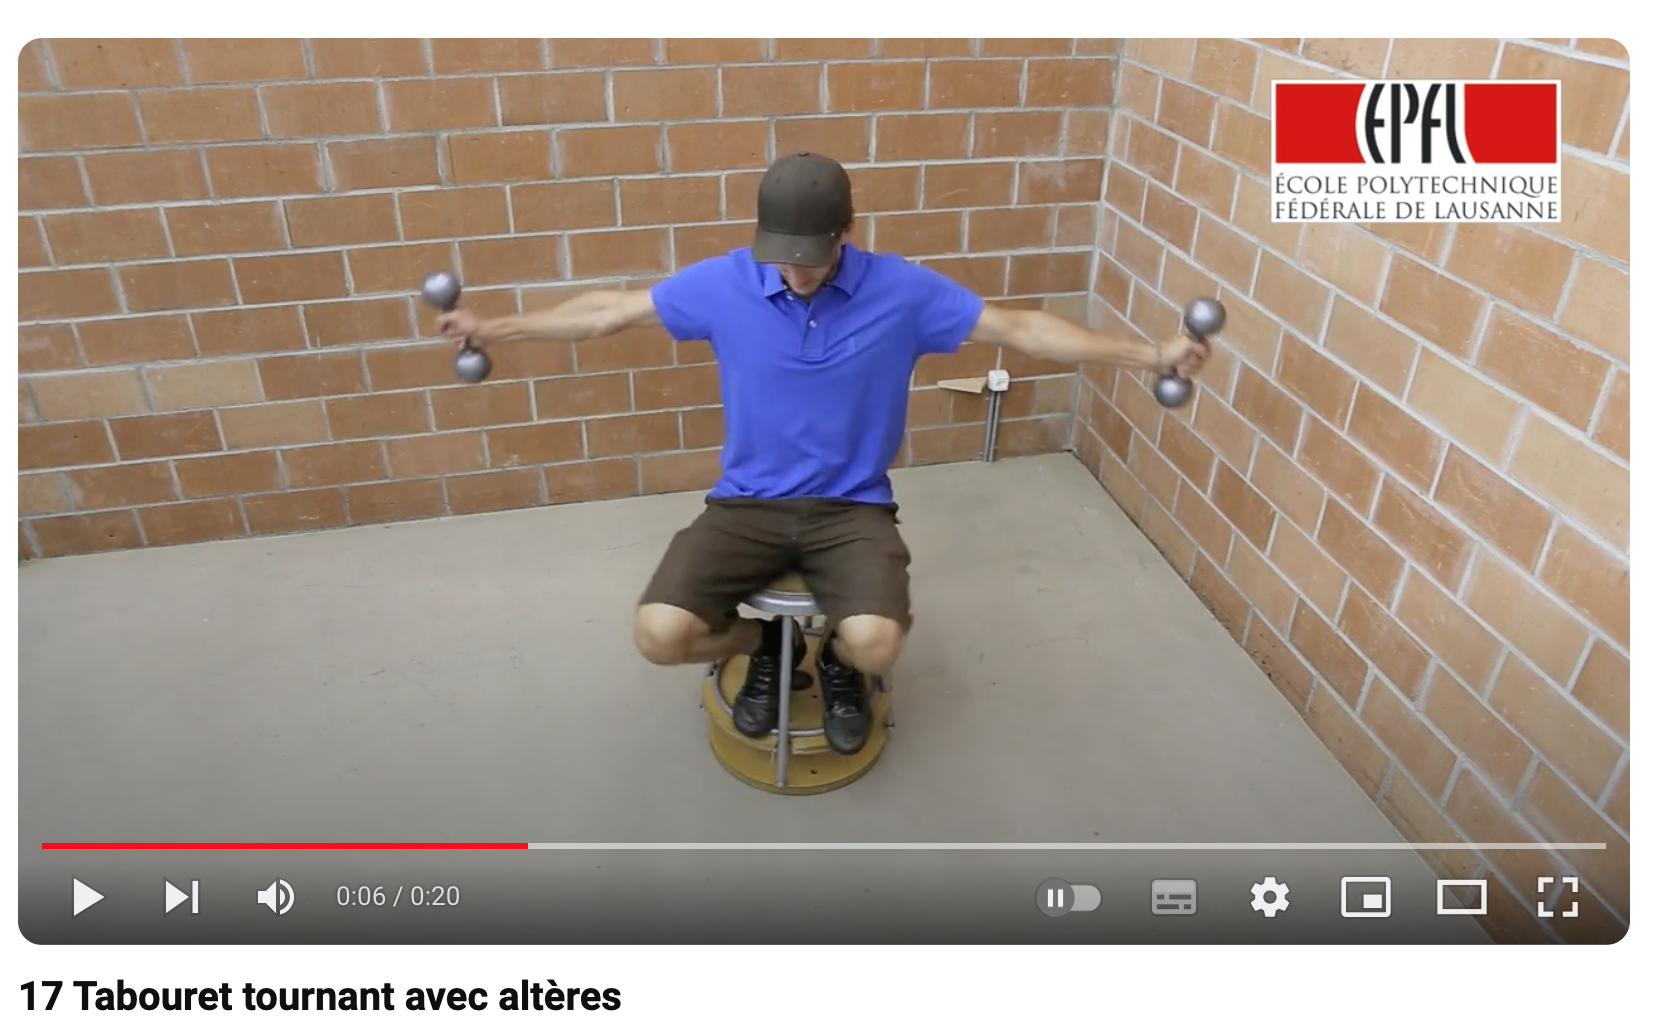 EPFL
ÉCOLE POLYTECHNIQUE
FÉDÉRALE DE LAUSANNE
0:06 / 0:20
17 Tabouret tournant avec altères